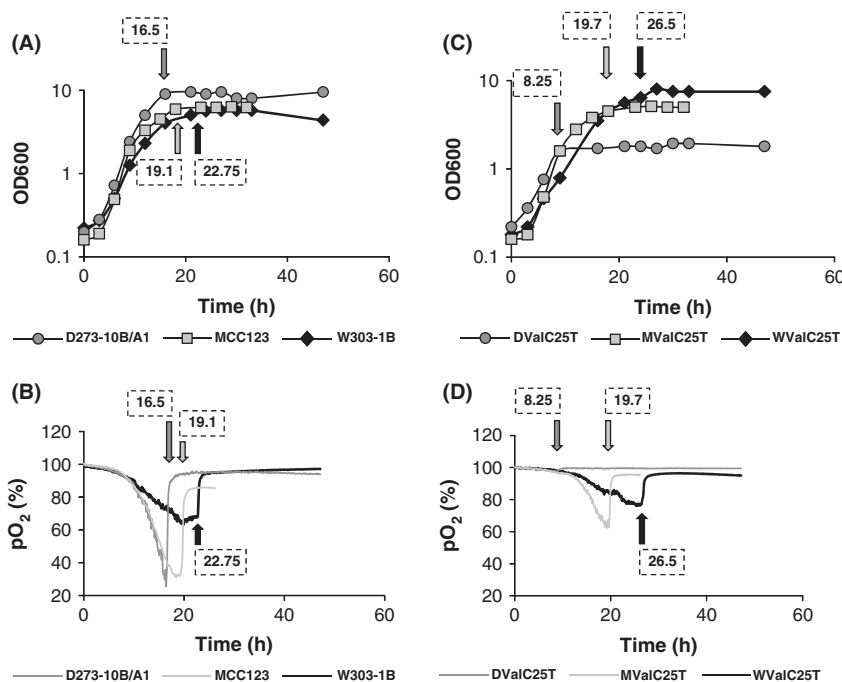 (A)
16.5
10
1
0.1
OD600
19.1
22.75
0
20
40
60
Time (h)
D273-10B/A1
MCC123
W303-1B
(C)
19.7
26.5
8.25
10
1
0.1
OD600
0
20
40
60
Time (h)
DValC25T
MValC25T
WValC25T
(B)
16.5
19.1
120
100
80
60
40
20
pO2 (%)
22.75
0
20
40
60
Time (h)
D273-10B/A1
MCC123
W303-1B
(D)
8.25
19.7
120
100
80
60
40
20
pO2 (%)
26.5
0
20
40
60
Time (h)
DValC25T
MValC25T
WValC25T